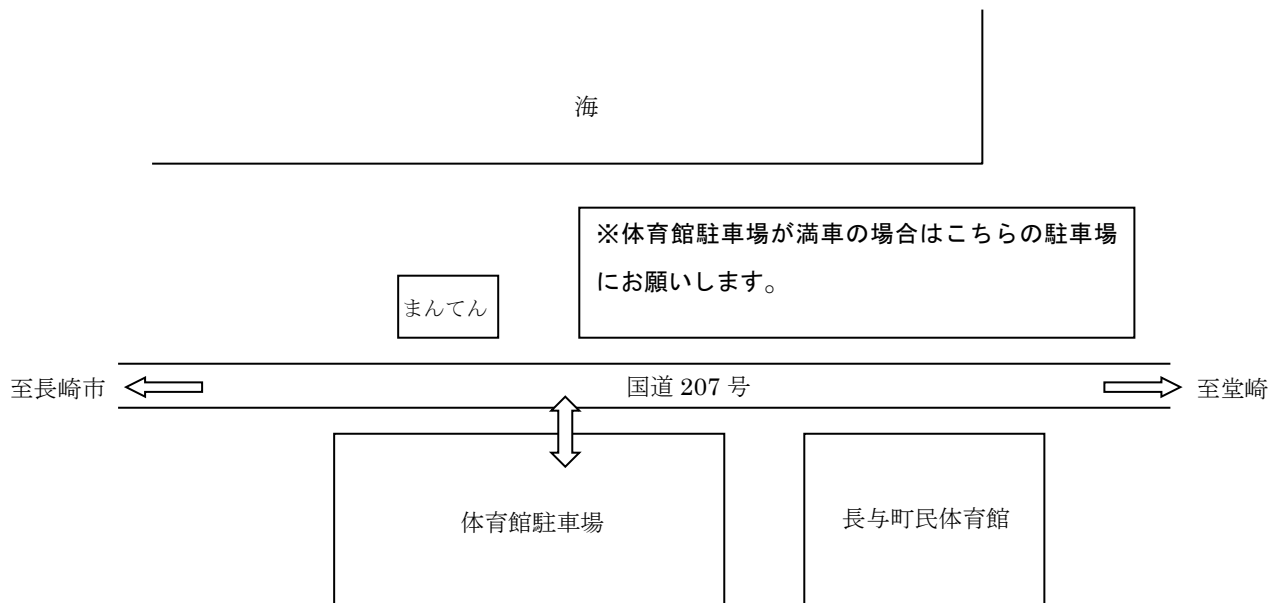 海
※体育館駐車場が満車の場合はこちらの駐車場
にお願いします。
まんてん
至長崎市
国道 207 号
至堂崎
体育館駐車場
長与町民体育館